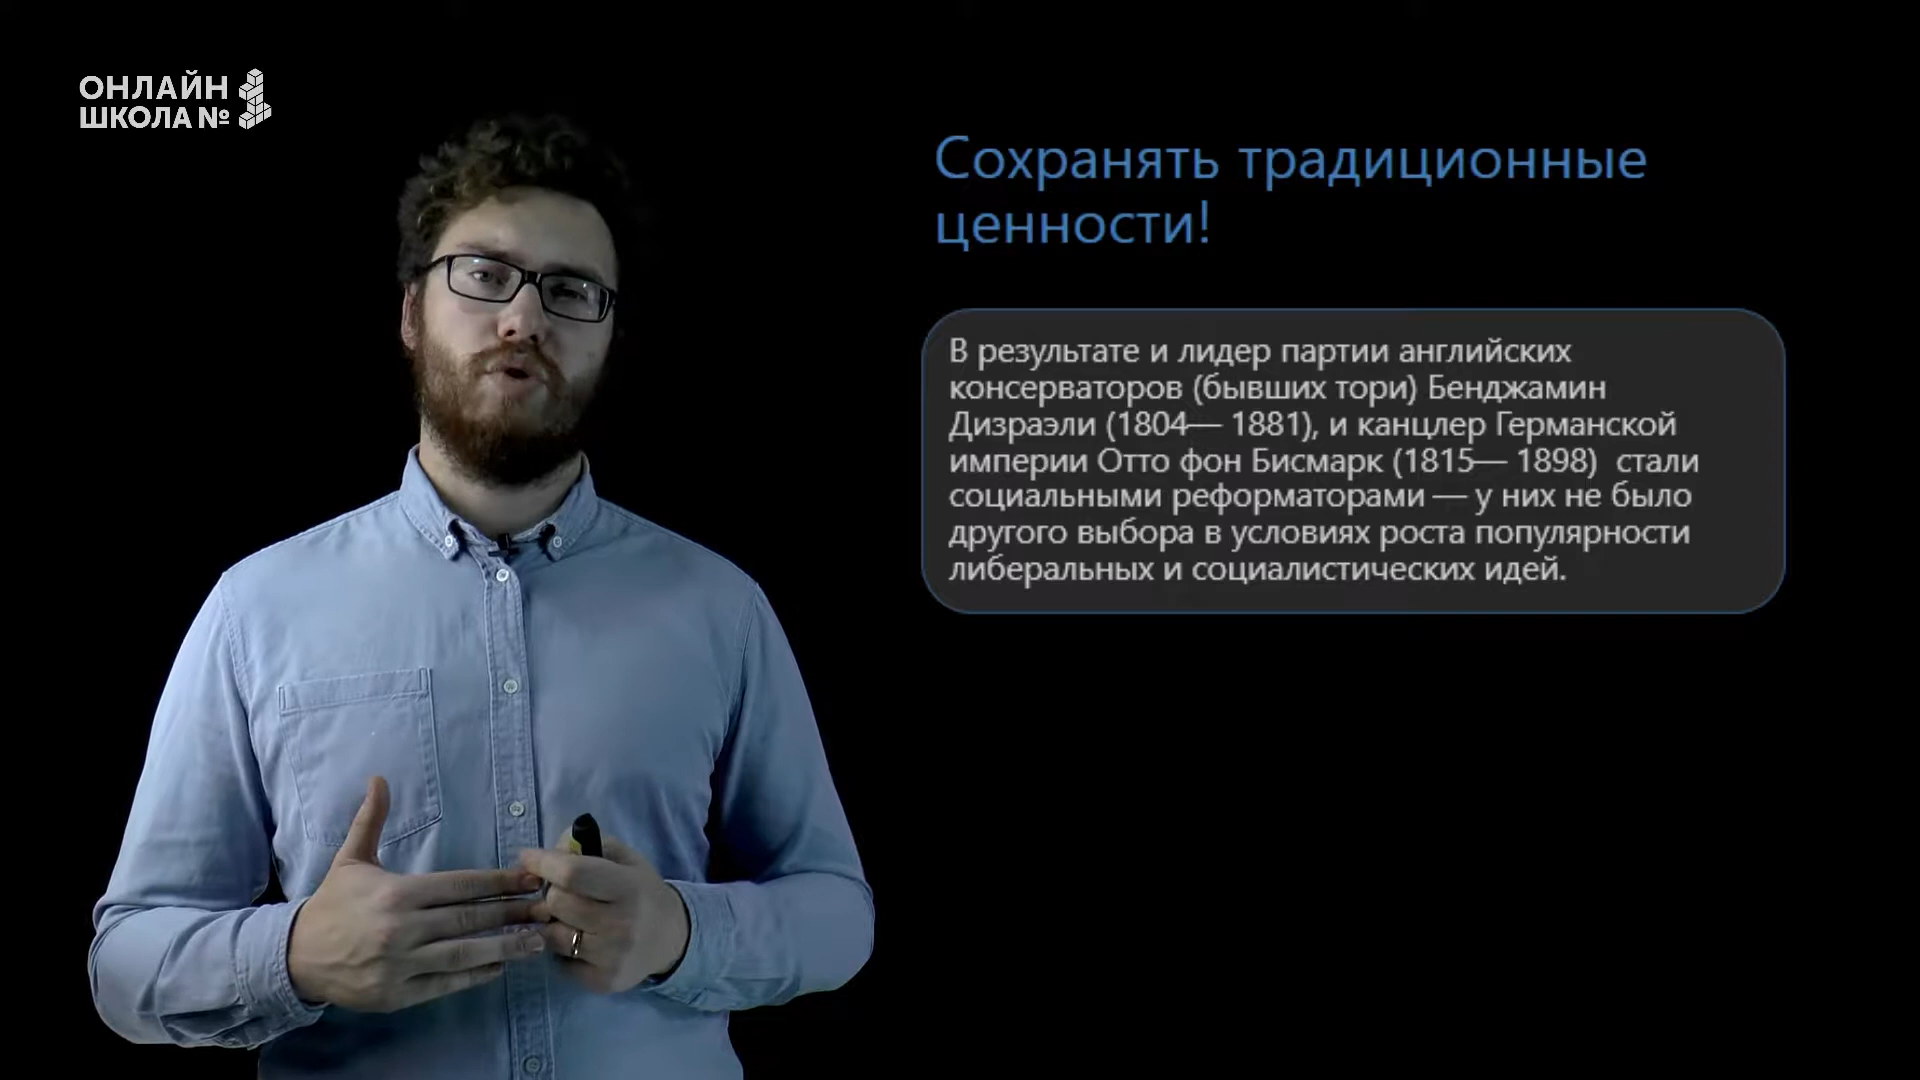 ОНЛАЙН
ШКОЛА №
Сохранять традиционные
ценности!
В результате и лидер партии английских
консерваторов (бывших тори) Бенджамин
Дизраэли (1804— 1881), и канцлер Германской
империи Отто фон Бисмарк (1815— 1898) стали
социальными реформаторами — у них не было
другого выбора в условиях роста популярности
либеральных и социалистических идей.